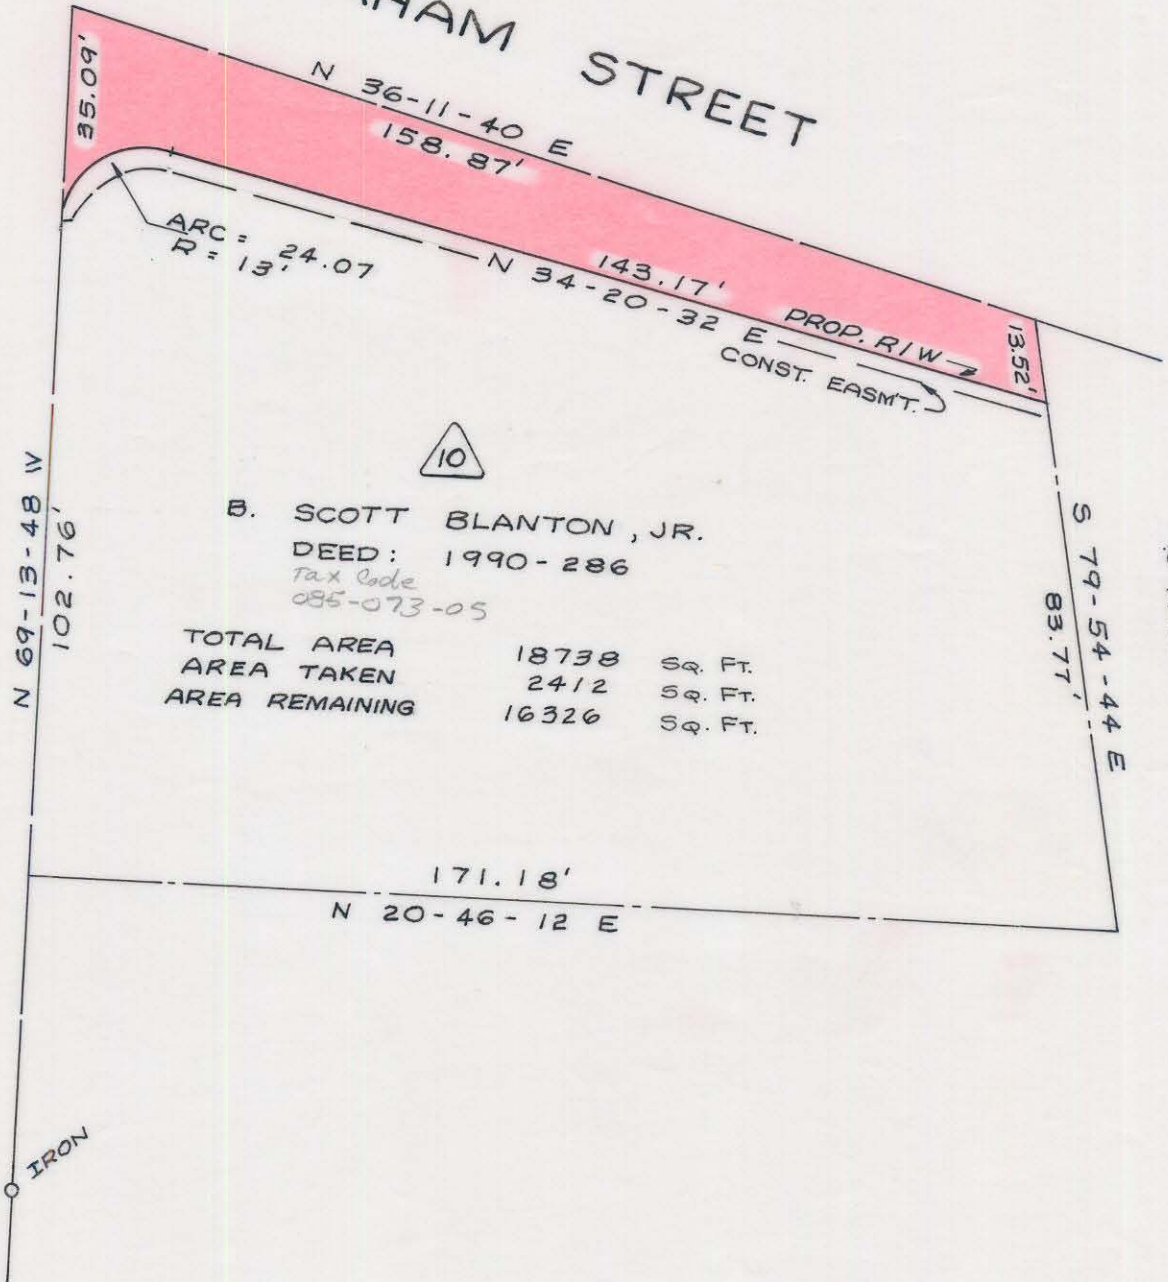 STREET
35.09'
N 36-11-40 E
158.87'
ARC = 24.07
R = 13'
143.17'
N 34-20-32 E
PROP. R/W
CONST. EASM'T.
13.52'
10
B. SCOTT BLANTON, JR.
DEED: 1990-286
Tax Code
085-073-05
TOTAL AREA 18738 SQ. FT.
AREA TAKEN 2412 SQ. FT.
AREA REMAINING 16326 SQ. FT.
N 69-13-48 W
102.76'
S 79-54-44 E
83.77'
171.18'
N 20-46-12 E
IRON